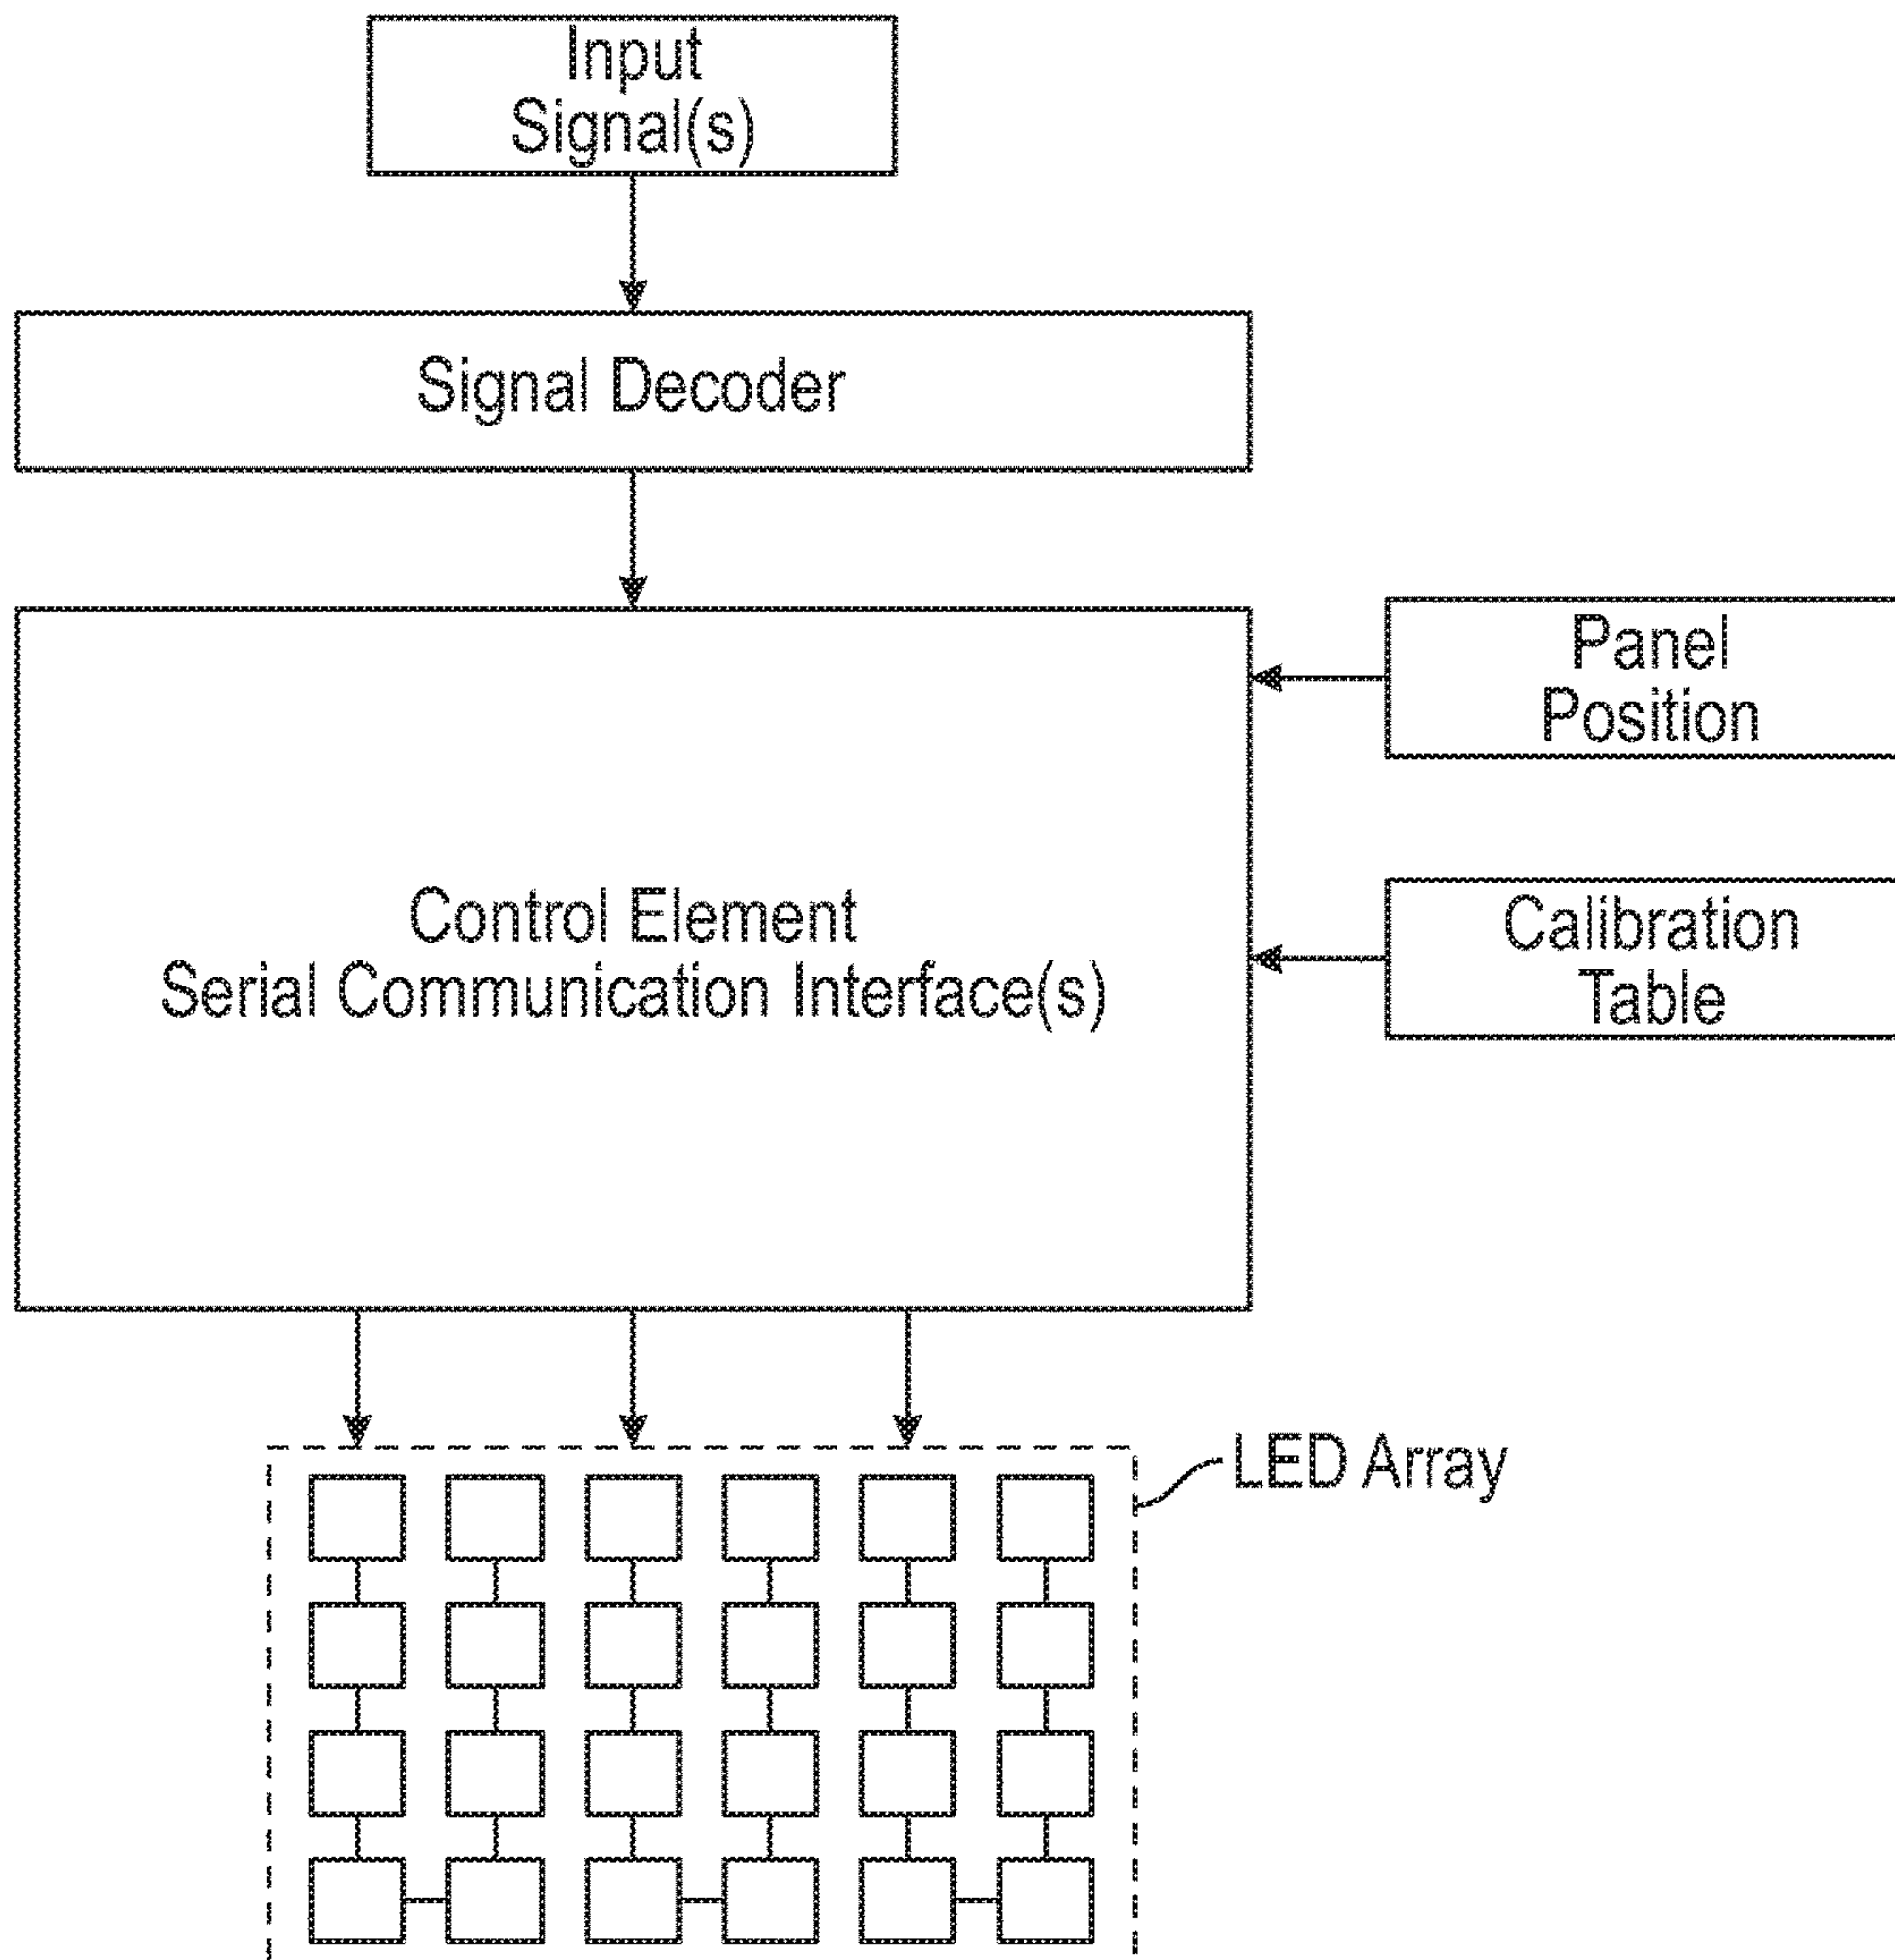 Input
Signal(s)
Signal Decoder
Panel
Position
Control Element
Serial Communication Interface(s)
Calibration
Table
LED Array